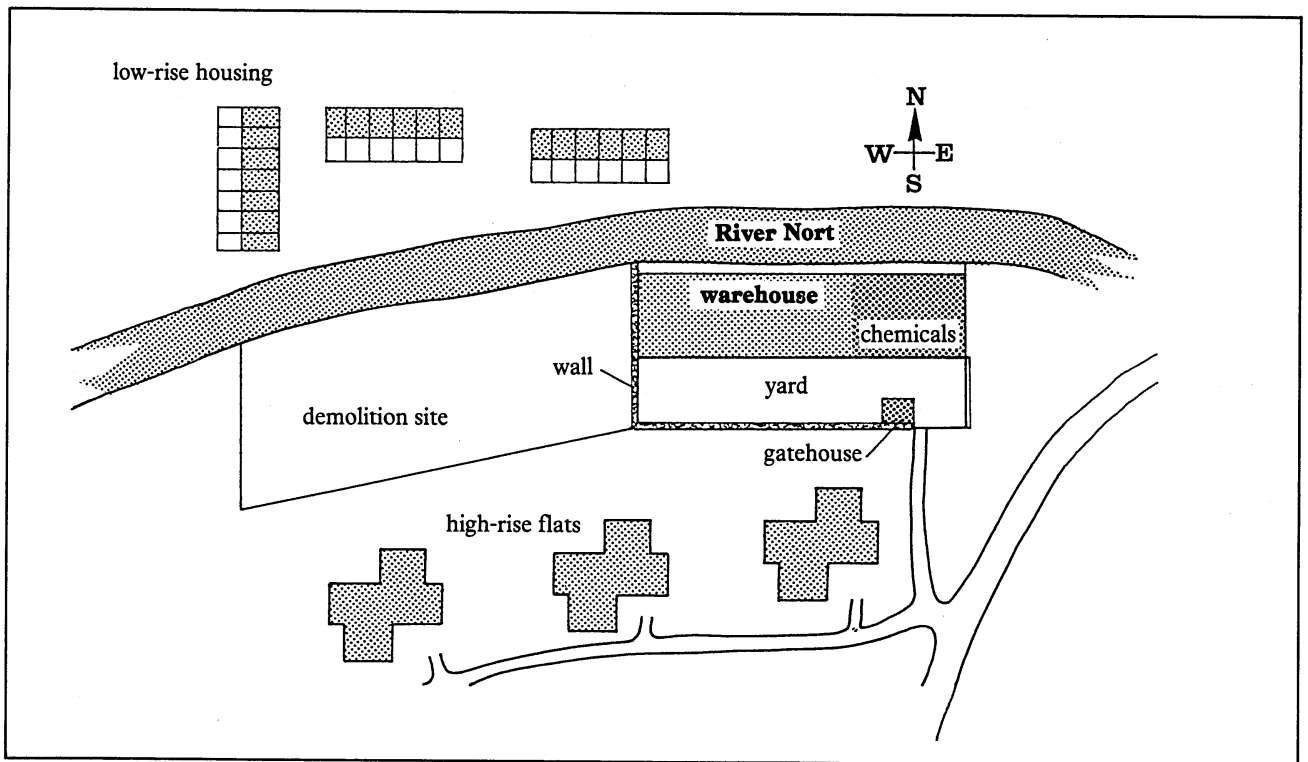 low-rise housing
N
W E
S
River Nort
warehouse
chemicals
wall
yard
demolition site
gatehouse
high-rise flats